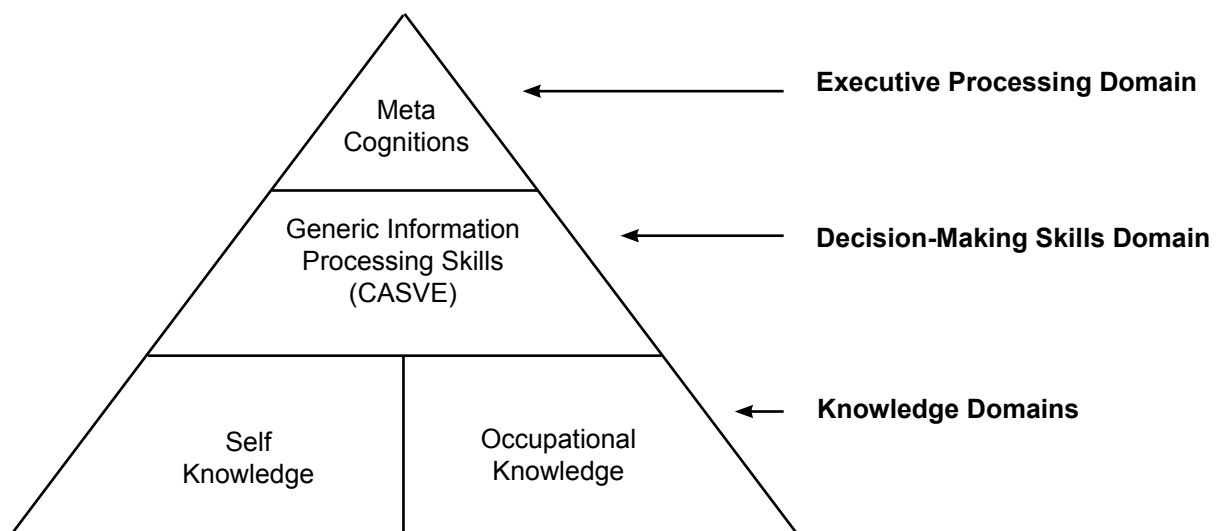 Meta
Cognitions
Executive Processing Domain
Generic Information
Processing Skills
(CASVE)
Decision-Making Skills Domain
Self
Knowledge
Occupational
Knowledge
Knowledge Domains